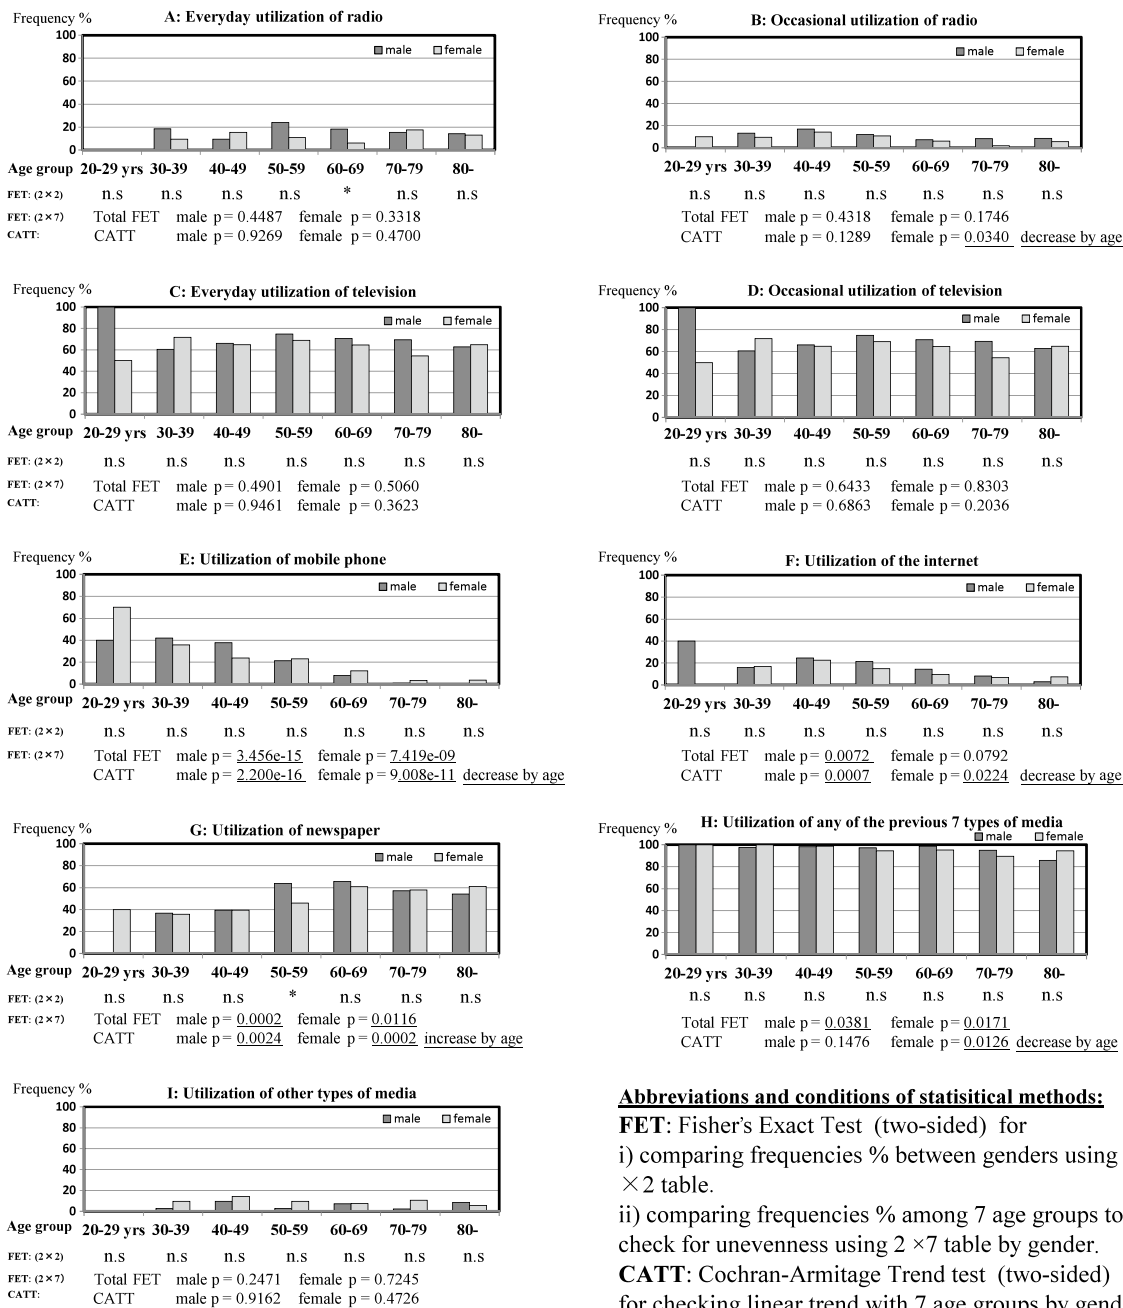 Frequency %
A: Everyday utilization of radio
male female
100
80
60
40
20
0
Age group 20-29 yrs 30-39 40-49 50-59 60-69 70-79 80-
FET: (2×2) n.s n.s n.s n.s * n.s n.s
FET: (2×7) Total FET male p = 0.4487 female p = 0.3318
CATT: CATT male p = 0.9269 female p = 0.4700
Frequency %
B: Occasional utilization of radio
male female
100
80
60
40
20
0
20-29 yrs 30-39 40-49 50-59 60-69 70-79 80-
n.s n.s n.s n.s n.s n.s n.s
Total FET male p = 0.4318 female p = 0.1746
CATT male p = 0.1289 female p = 0.0340 decrease by age
Frequency %
C: Everyday utilization of television
male female
100
80
60
40
20
0
Age group 20-29 yrs 30-39 40-49 50-59 60-69 70-79 80-
FET: (2×2) n.s n.s n.s n.s n.s n.s n.s
FET: (2×7) Total FET male p = 0.4901 female p = 0.5060
CATT: CATT male p = 0.9461 female p = 0.3623
Frequency %
D: Occasional utilization of television
male female
100
80
60
40
20
0
20-29 yrs 30-39 40-49 50-59 60-69 70-79 80-
n.s n.s n.s n.s n.s n.s n.s
Total FET male p = 0.6433 female p = 0.8303
CATT male p = 0.6863 female p = 0.2036
Frequency %
E: Utilization of mobile phone
male female
100
80
60
40
20
0
Age group 20-29 yrs 30-39 40-49 50-59 60-69 70-79 80-
FET: (2×2) n.s n.s n.s n.s n.s n.s n.s
FET: (2×7) Total FET male p = 3.456e-15 female p = 7.419e-09
CATT male p = 2.200e-16 female p = 9.008e-11 decrease by age
Frequency %
F: Utilization of the internet
male female
100
80
60
40
20
0
20-29 yrs 30-39 40-49 50-59 60-69 70-79 80-
n.s n.s n.s n.s n.s n.s n.s
Total FET male p = 0.0072 female p = 0.0792
CATT male p = 0.0007 female p = 0.0224 decrease by age
Frequency %
G: Utilization of newspaper
male female
100
80
60
40
20
0
Age group 20-29 yrs 30-39 40-49 50-59 60-69 70-79 80-
FET: (2×2) n.s n.s n.s * n.s n.s n.s
FET: (2×7) Total FET male p = 0.0002 female p = 0.0116
CATT male p = 0.0024 female p = 0.0002 increase by age
Frequency %
H: Utilization of any of the previous 7 types of media
male female
100
80
60
40
20
0
20-29 yrs 30-39 40-49 50-59 60-69 70-79 80-
n.s n.s n.s n.s n.s n.s n.s
Total FET male p = 0.0381 female p = 0.0171
CATT male p = 0.1476 female p = 0.0126 decrease by age
Frequency %
I: Utilization of other types of media
male female
100
80
60
40
20
0
Age group 20-29 yrs 30-39 40-49 50-59 60-69 70-79 80-
FET: (2×2) n.s n.s n.s n.s n.s n.s n.s
FET: (2×7) Total FET male p = 0.2471 female p = 0.7245
CATT: CATT male p = 0.9162 female p = 0.4726
Abbreviations and conditions of statisitical methods:
FET: Fisher's Exact Test (two-sided) for
i) comparing frequencies % between genders using
×2 table.
ii) comparing frequencies % among 7 age groups to
check for unevenness using 2 ×7 table by gender.
CATT: Cochran-Armitage Trend test (two-sided)
for checking linear trend with 7 age groups by gend